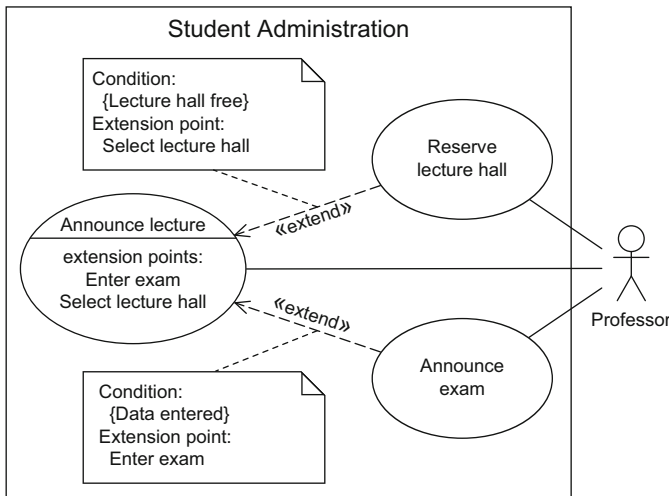 Student Administration
Condition:
{Lecture hall free}
Extension point:
Select lecture hall
Reserve
lecture hall
«extend»
Announce lecture
extension points:
Enter exam
Select lecture hall
Professor
«extend»
Announce
exam
Condition:
{Data entered}
Extension point:
Enter exam